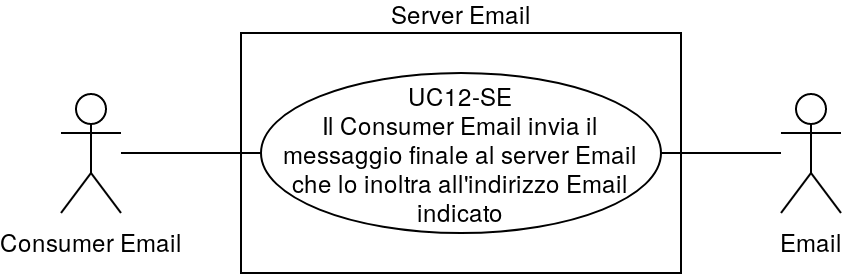 Server Email
UC12-SE
Il Consumer Email invia il
messaggio finale al server Email
che lo inoltra all'indirizzo Email
indicato
Consumer Email
Email